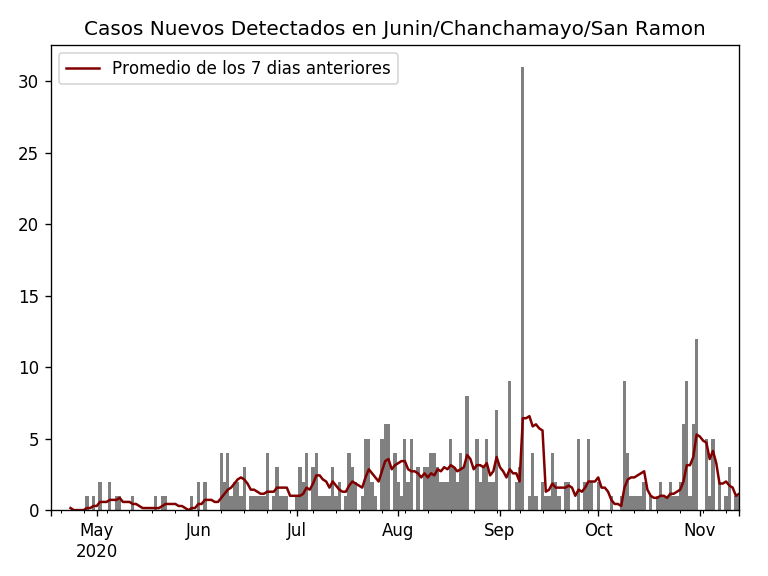 Casos Nuevos Detectados en Junin/Chanchamayo/San Ramon
Promedio de los 7 dias anteriores
30
25
20
15
10
5
0
May Jun Jul Aug Sep Oct Nov
2020